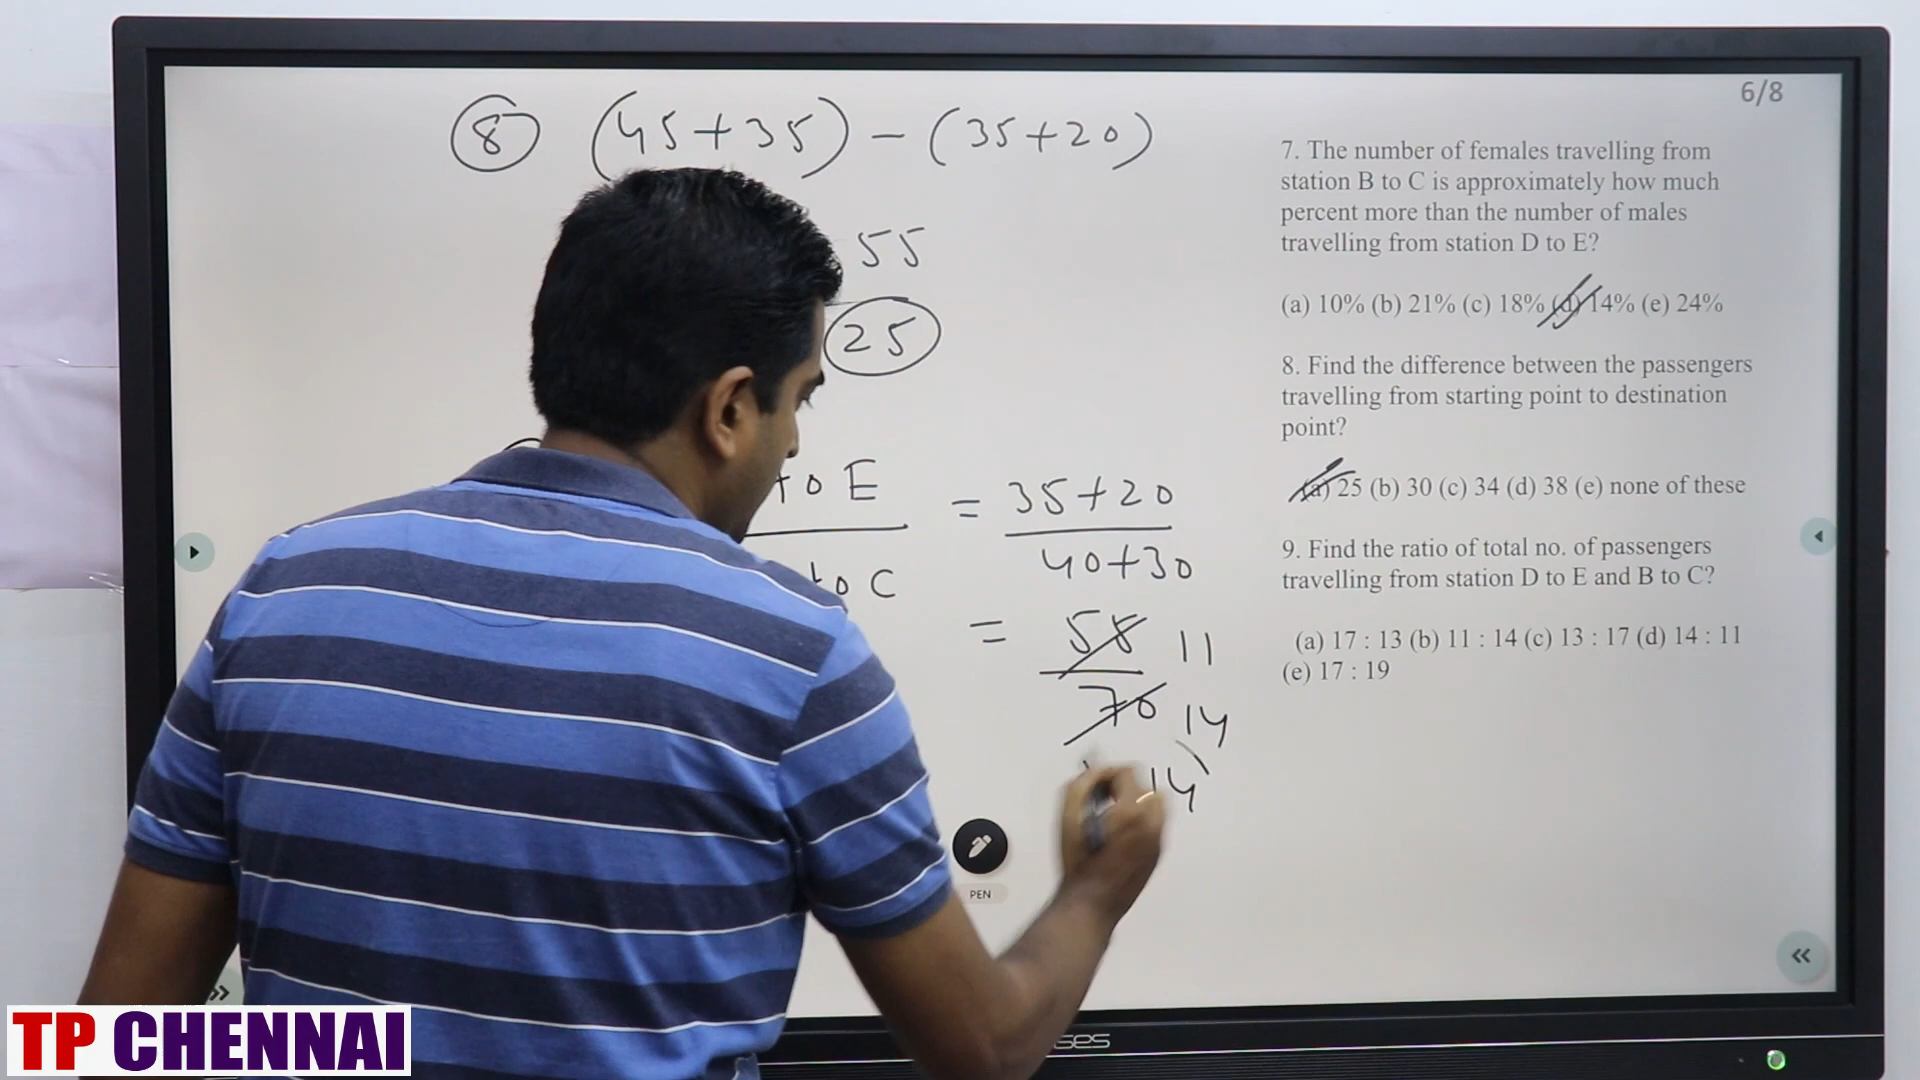 6/8
8 (45+35) - (35+20)
55
25
to E = 35+20
to C 40+30
= 55 11
70 14
14
7. The number of females travelling from
station B to C is approximately how much
percent more than the number of males
travelling from station D to E?
(a) 10% (b) 21% (c) 18% (d) 14% (e) 24%
8. Find the difference between the passengers
travelling from starting point to destination
point?
(a) 25 (b) 30 (c) 34 (d) 38 (e) none of these
9. Find the ratio of total no. of passengers
travelling from station D to E and B to C?
(a) 17 : 13 (b) 11 : 14 (c) 13 : 17 (d) 14 : 11
(e) 17 : 19
PEN
TP CHENNAI